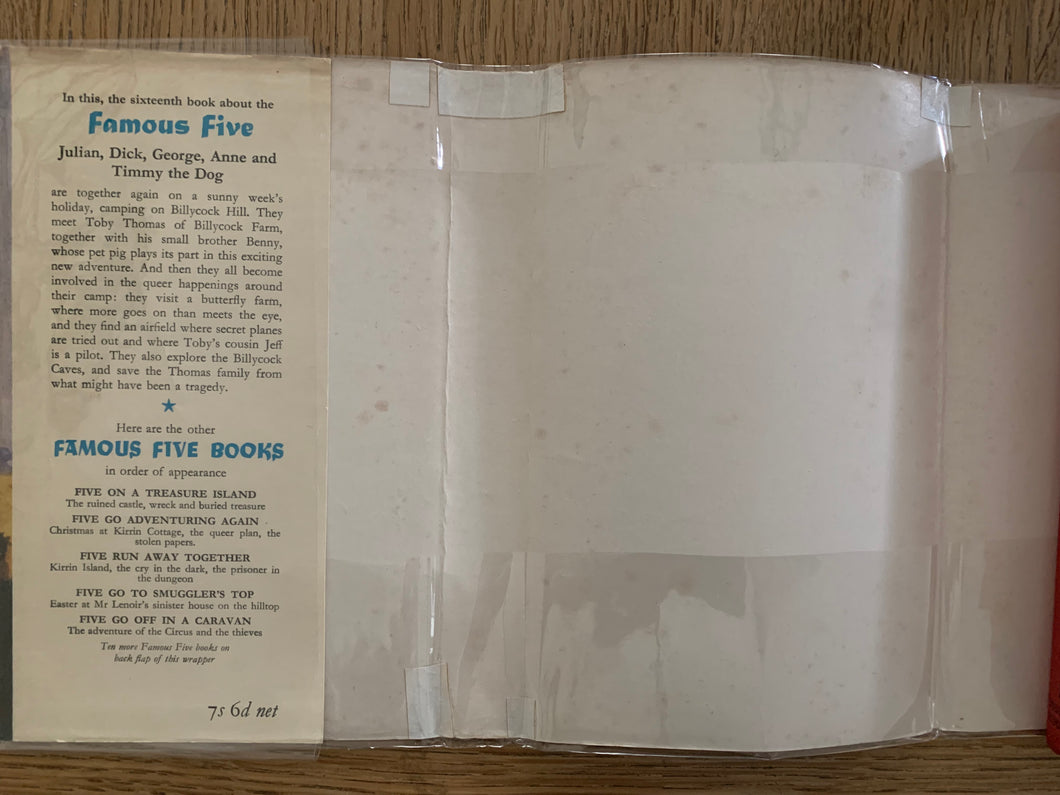 In this, the sixteenth book about the
Famous Five
Julian, Dick, George, Anne and
Timmy the Dog
are together again on a sunny week's
holiday, camping on Billycock Hill. They
meet Toby Thomas of Billycock Farm,
together with his small brother Benny,
whose pet pig plays its part in this exciting
new adventure. And then they all become
involved in the queer happenings around
their camp: they visit a butterfly farm,
where more goes on than meets the eye,
and they find an airfield where secret planes
are tried out and where Toby's cousin Jeff
is a pilot. They also explore the Billycock
Caves, and save the Thomas family from
what might have been a tragedy.
★
Here are the other
FAMOUS FIVE BOOKS
in order of appearance
FIVE ON A TREASURE ISLAND
The ruined castle, wreck and buried treasure
FIVE GO ADVENTURING AGAIN
Christmas at Kirrin Cottage, the queer plan, the
stolen papers.
FIVE RUN AWAY TOGETHER
Kirrin Island, the cry in the dark, the prisoner in
the dungeon
FIVE GO TO SMUGGLER'S TOP
Easter at Mr Lenoir's sinister house on the hilltop
FIVE GO OFF IN A CARAVAN
The adventure of the Circus and the thieves
Ten more Famous Five books on
back flap of this wrapper
7s 6d net